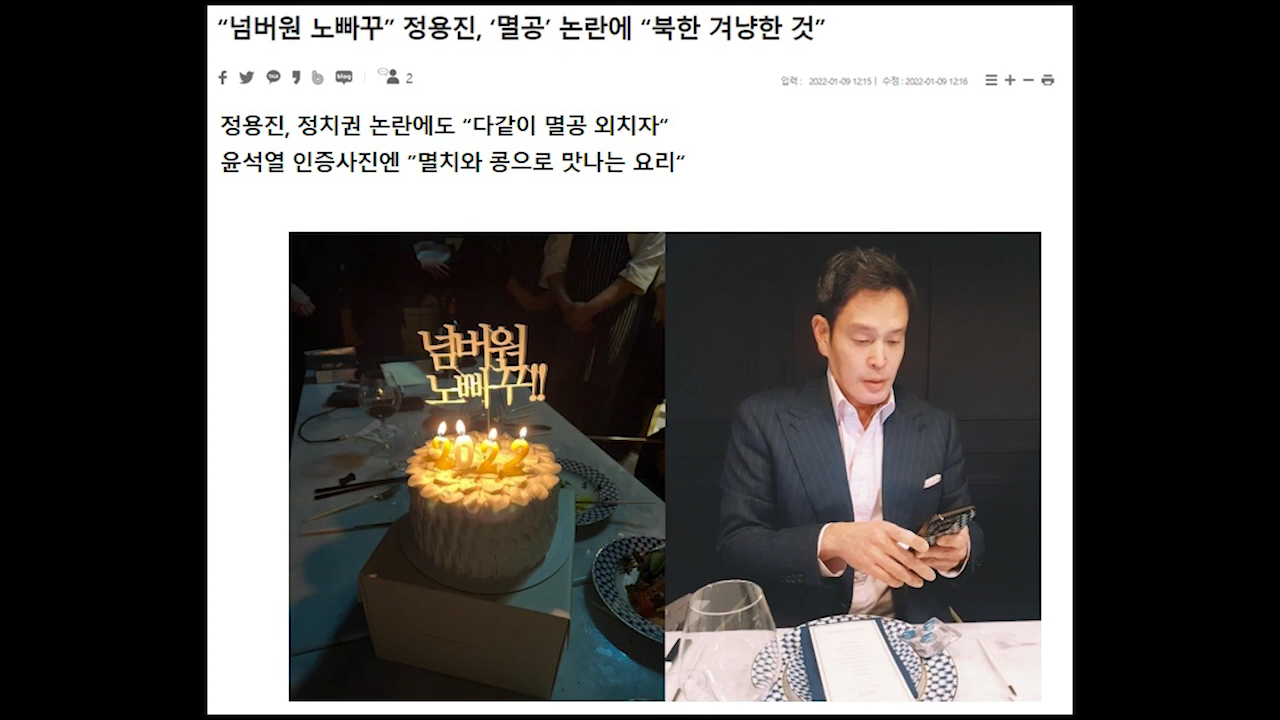 “넘버원 노빠꾸” 정용진, ‘멸공’ 논란에 “북한 겨냥한 것”
2
입력 : 2022-01-09 12:15 | 수정 : 2022-01-09 12:16
정용진, 정치권 논란에도 “다같이 멸공 외치자“
윤석열 인증사진엔 ”멸치와 콩으로 맛나는 요리“
넘버원
노빠꾸!!
2022